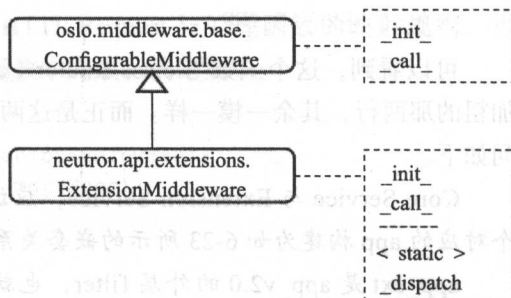 oslo.middleware.base.
ConfigurableMiddleware
_init_
_call_
neutron.api.extensions.
ExtensionMiddleware
_init_
_call_
< static >
_dispatch